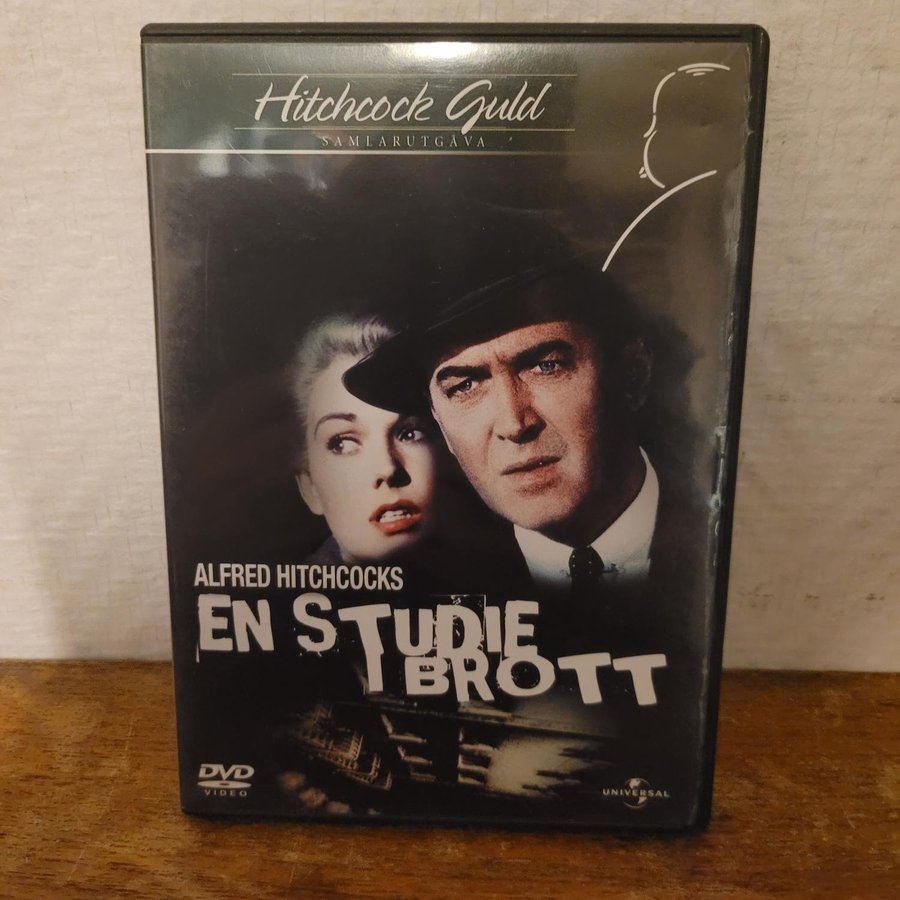 Hitchcock Guld
SAMLARUTGÅVA
ALFRED HITCHCOCKS
EN STUDIE
I BROTT
DVD
VIDEO
UNIVERSAL